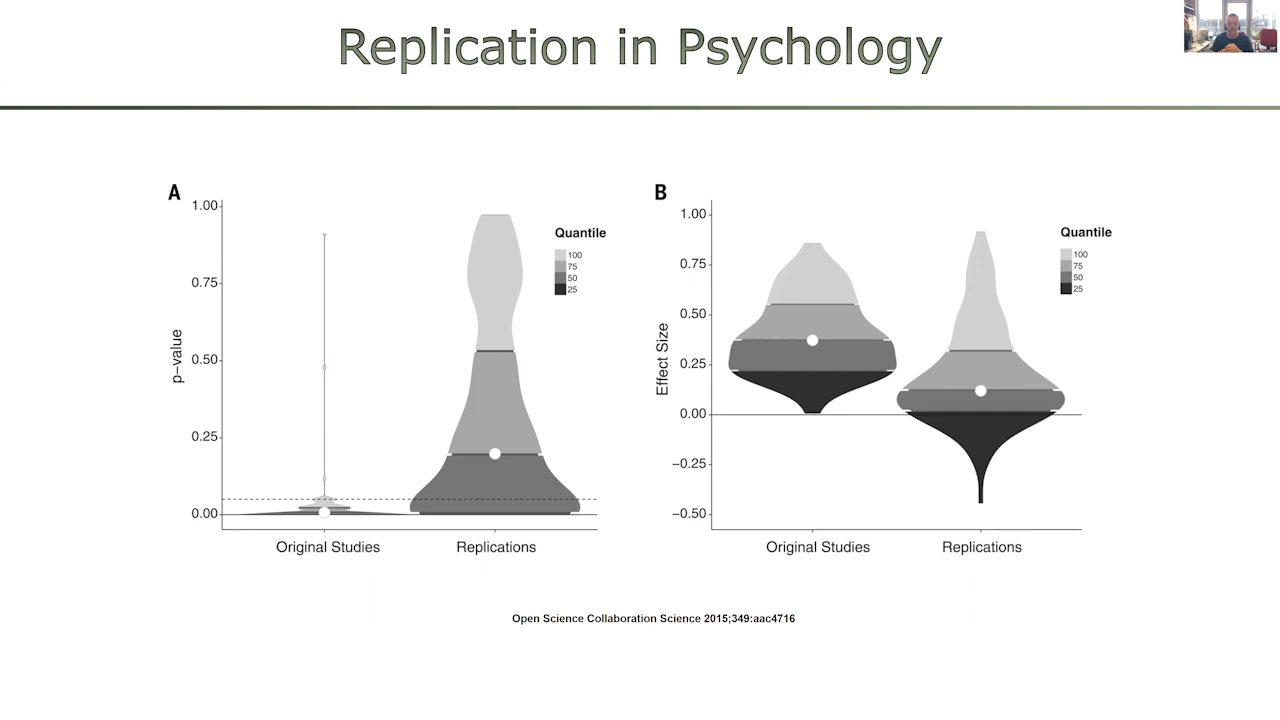 Replication in Psychology
A
1.00
0.75
0.50
0.25
0.00
p−value
Original Studies
Replications
Quantile
100
75
50
25
B
1.00
0.75
0.50
0.25
0.00
−0.25
−0.50
Effect Size
Original Studies
Replications
Quantile
100
75
50
25
Open Science Collaboration Science 2015;349:aac4716